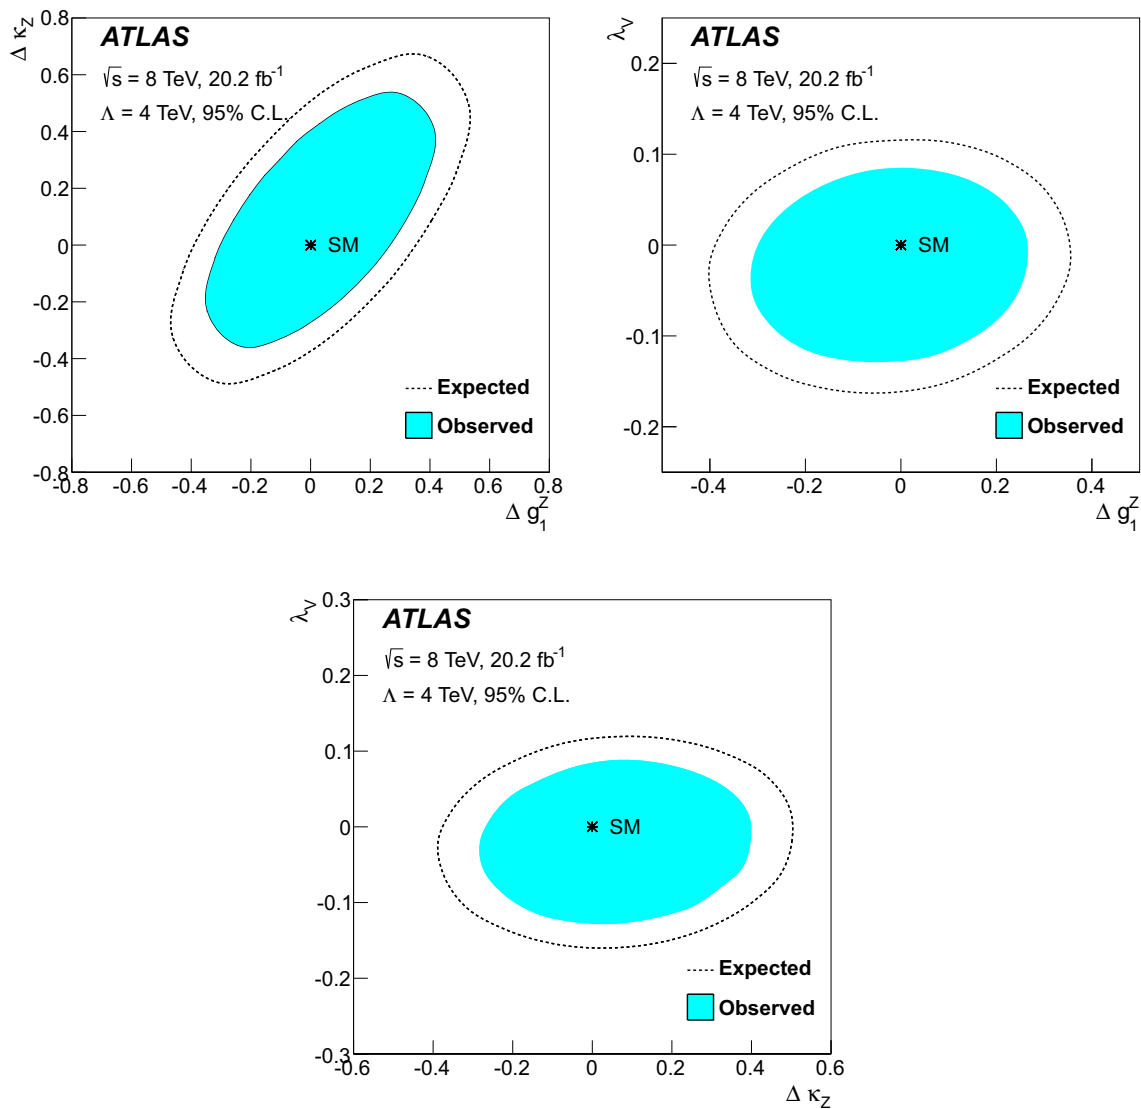 Δ κ_Z
0.8
0.6
0.4
0.2
0
-0.2
-0.4
-0.6
-0.8
ATLAS
√s = 8 TeV, 20.2 fb⁻¹
Λ = 4 TeV, 95% C.L.
SM
Expected
Observed
-0.8 -0.6 -0.4 -0.2 0 0.2 0.4 0.6 0.8
Δ g₁ᶻ
λ_V
0.2
0.1
0
-0.1
-0.2
ATLAS
√s = 8 TeV, 20.2 fb⁻¹
Λ = 4 TeV, 95% C.L.
SM
Expected
Observed
-0.4 -0.2 0 0.2 0.4
Δ g₁ᶻ
λ_V
0.3
0.2
0.1
0
-0.1
-0.2
-0.3
ATLAS
√s = 8 TeV, 20.2 fb⁻¹
Λ = 4 TeV, 95% C.L.
SM
Expected
Observed
-0.6 -0.4 -0.2 0 0.2 0.4 0.6
Δ κ_Z